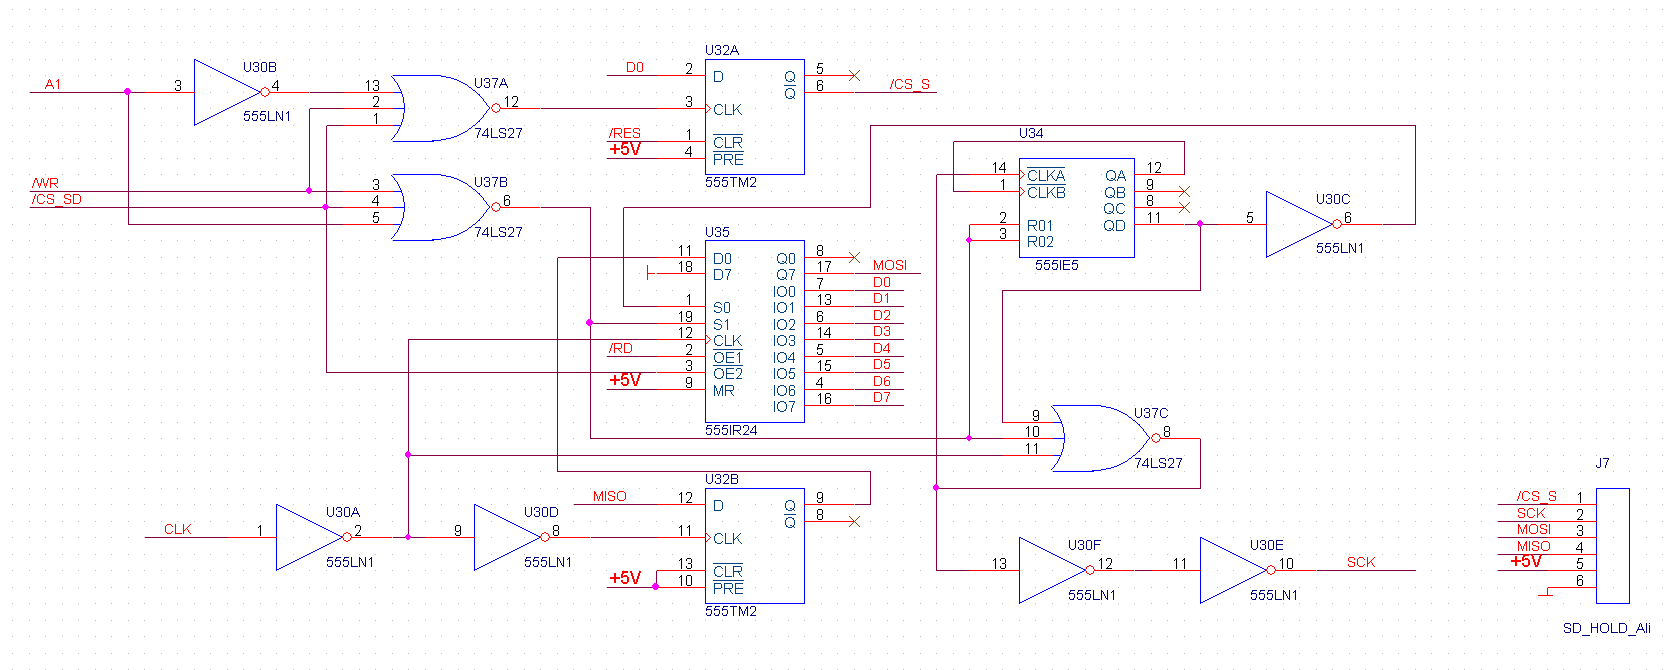 A1
3
U30B
4
555LN1
13
2
1
U37A
12
74LS27
/WR
/CS_SD
3
4
5
U37B
6
74LS27
U32A
D0
2
D
Q
5
Q
6
/CS_S
3
CLK
/RES
1
CLR
+5V
4
PRE
555TM2
U34
14
CLKA
QA
12
1
CLKB
QB
9
QC
8
2
R01
QD
11
3
R02
555IE5
5
U30C
6
555LN1
U35
11
D0
Q0
8
18
D7
Q7
17
MOSI
IO0
7
D0
1
S0
IO1
13
D1
19
S1
IO2
6
D2
12
CLK
IO3
14
D3
/RD
2
OE1
IO4
5
D4
3
OE2
IO5
15
D5
+5V
9
MR
IO6
4
D6
IO7
16
D7
555IR24
9
10
11
U37C
8
74LS27
CLK
1
U30A
2
555LN1
9
U30D
8
555LN1
U32B
MISO
12
D
Q
9
Q
8
11
CLK
13
CLR
+5V
10
PRE
555TM2
13
U30F
12
555LN1
11
U30E
10
555LN1
SCK
J7
/CS_S
1
SCK
2
MOSI
3
MISO
4
+5V
5
6
SD_HOLD_Ali